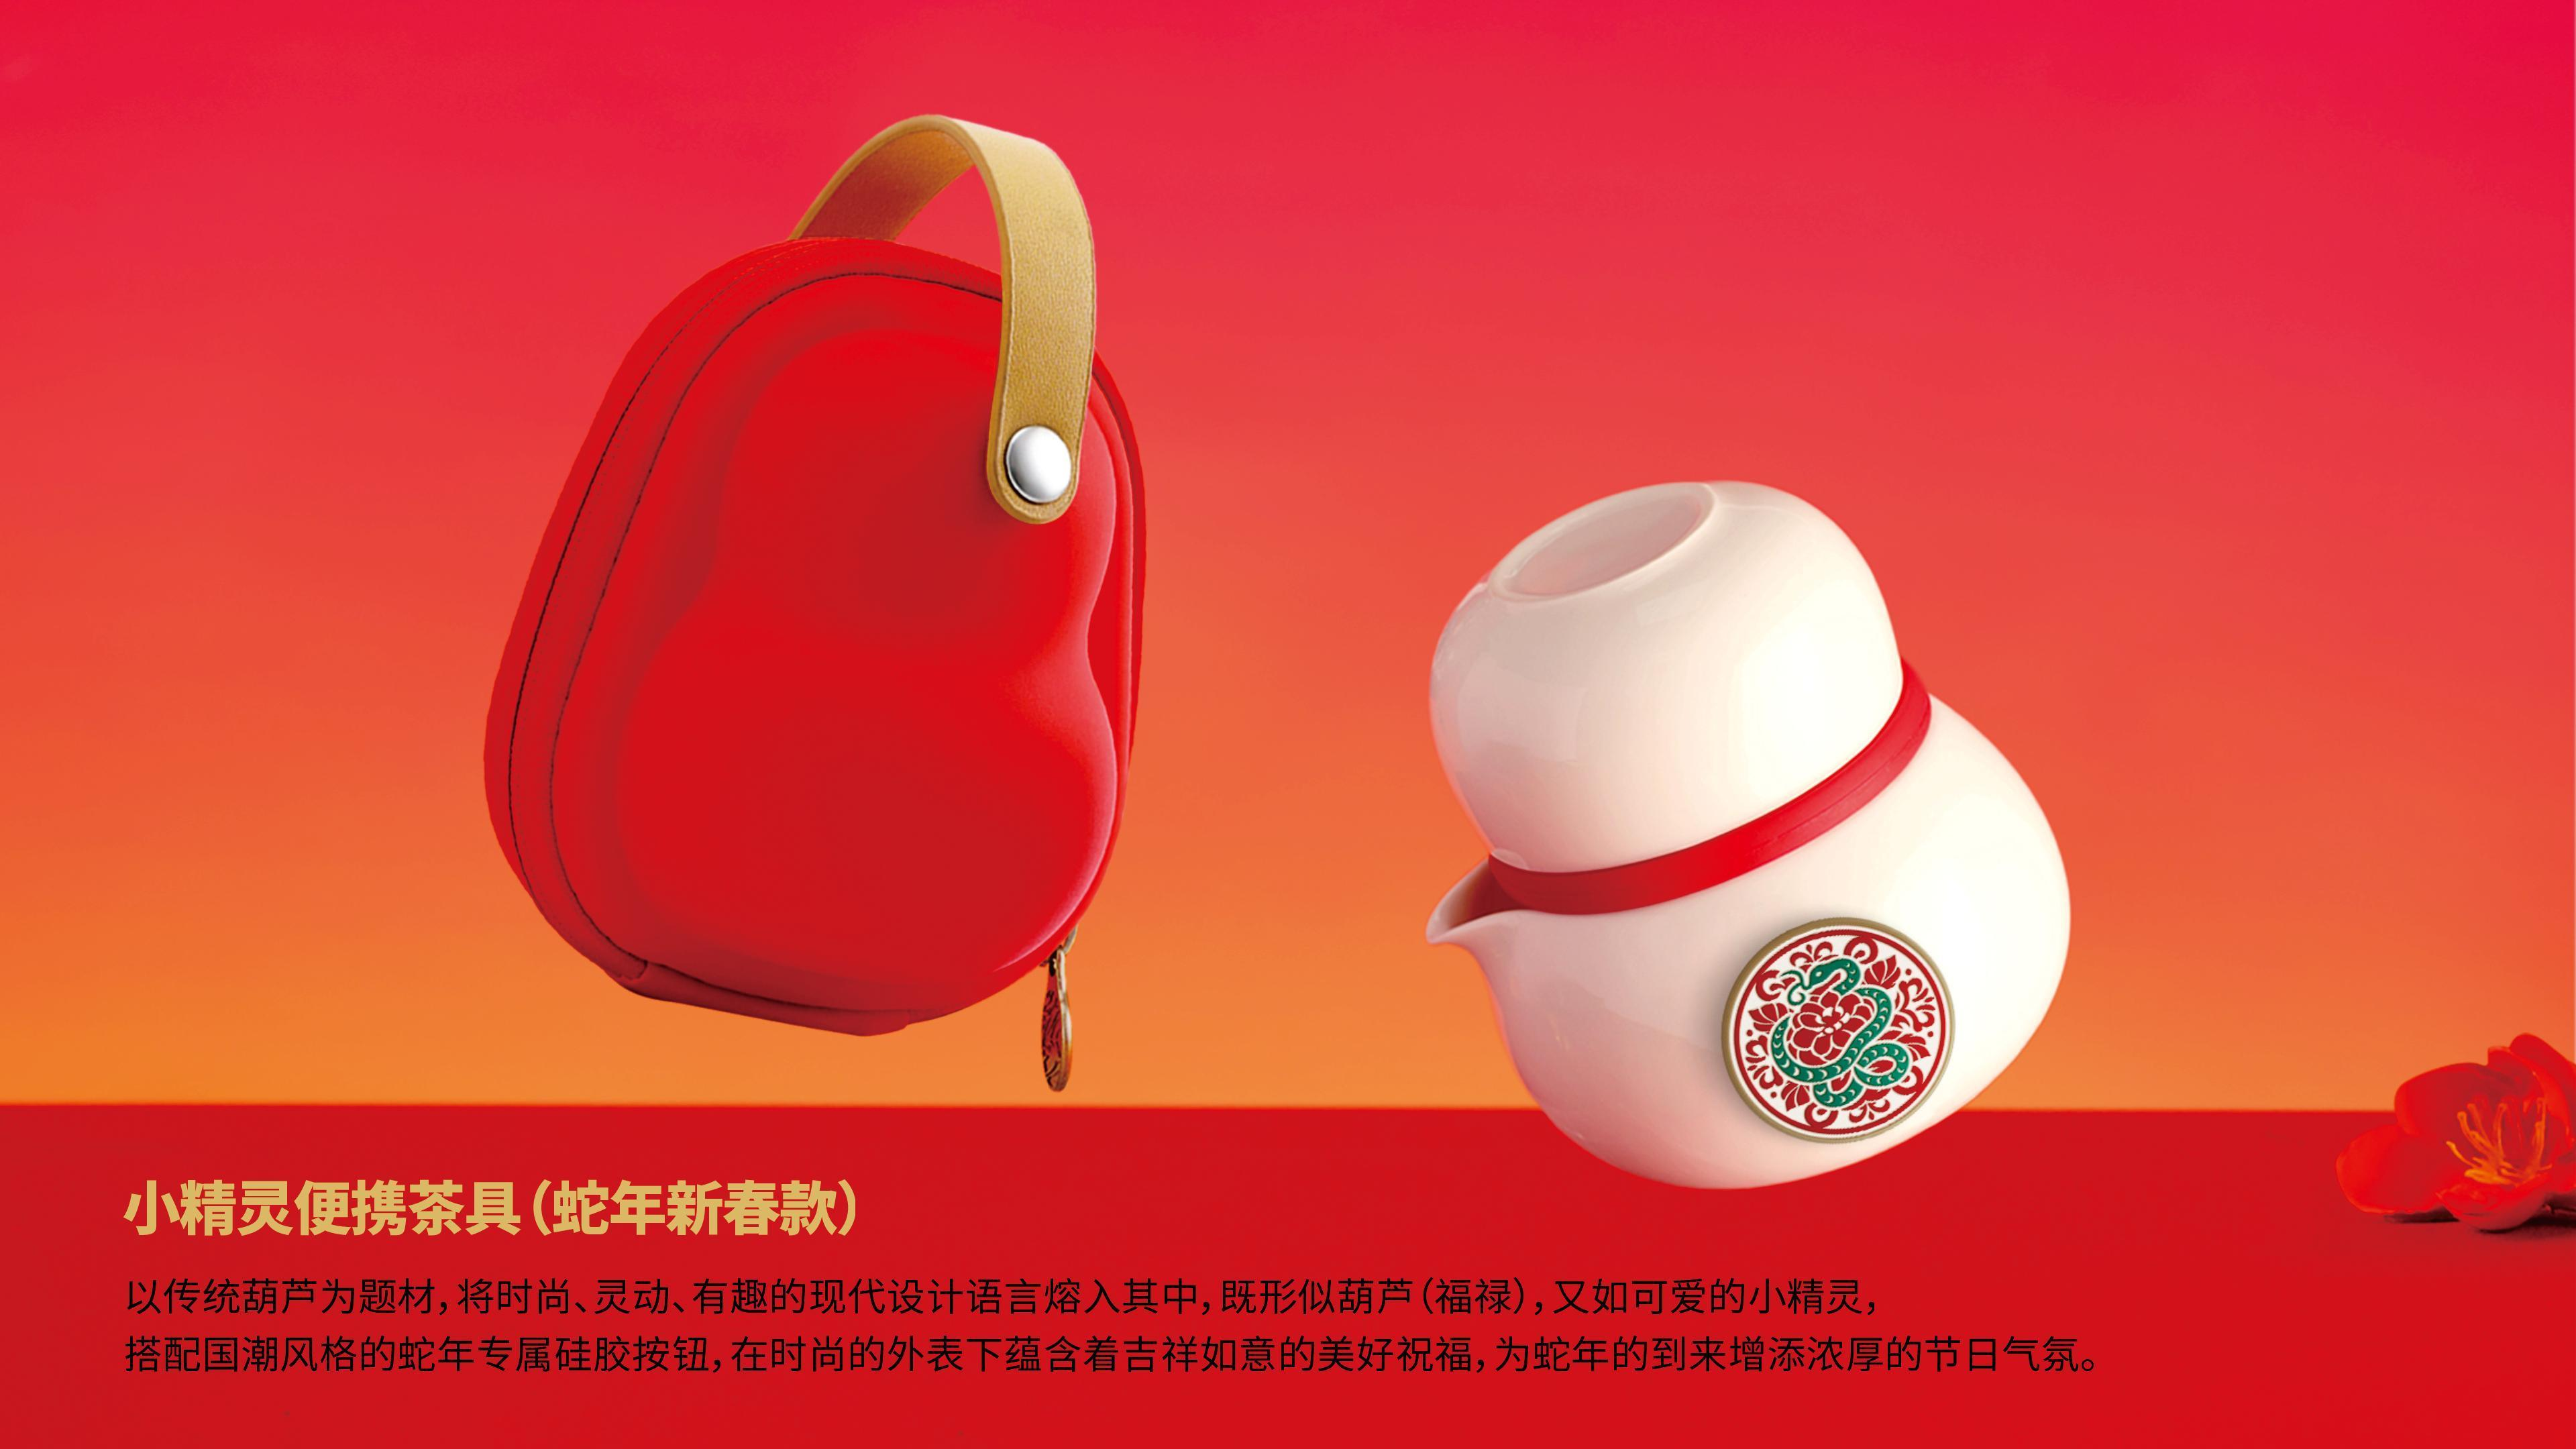 小精灵便携茶具（蛇年新春款）
以传统葫芦为题材，将时尚、灵动、有趣的现代设计语言熔入其中，既形似葫芦（福禄），又如可爱的小精灵，
搭配国潮风格的蛇年专属硅胶按钮，在时尚的外表下蕴含着吉祥如意的美好祝福，为蛇年的到来增添浓厚的节日气氛。